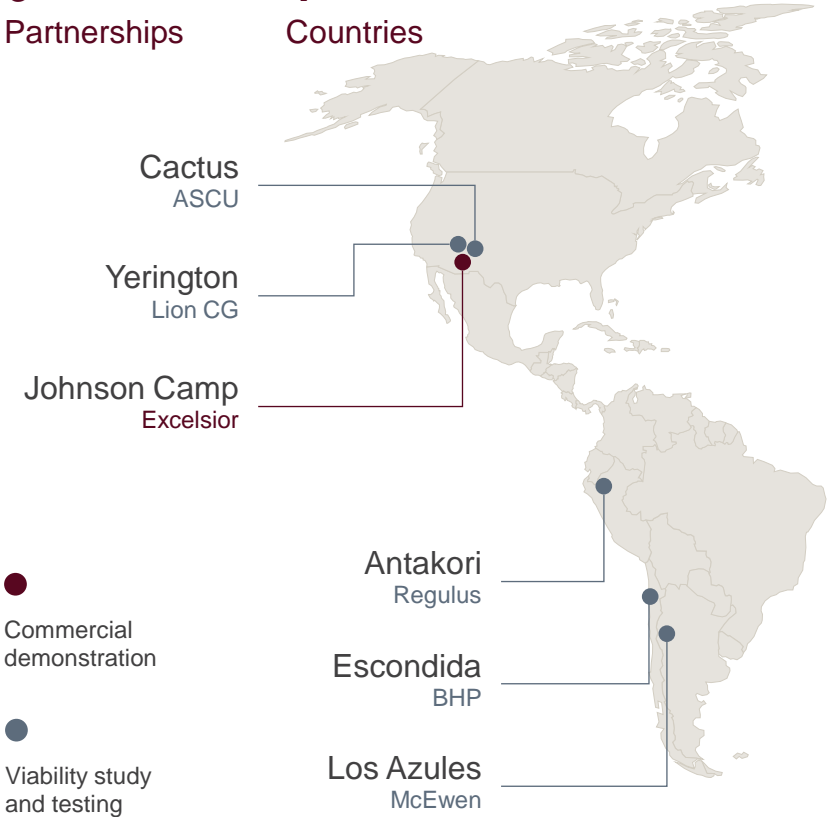 Partnerships
Countries
Cactus
ASCU
Yerington
Lion CG
Johnson Camp
Excelsior
Antakori
Regulus
Escondida
BHP
Los Azules
McEwen
Commercial
demonstration
Viability study
and testing